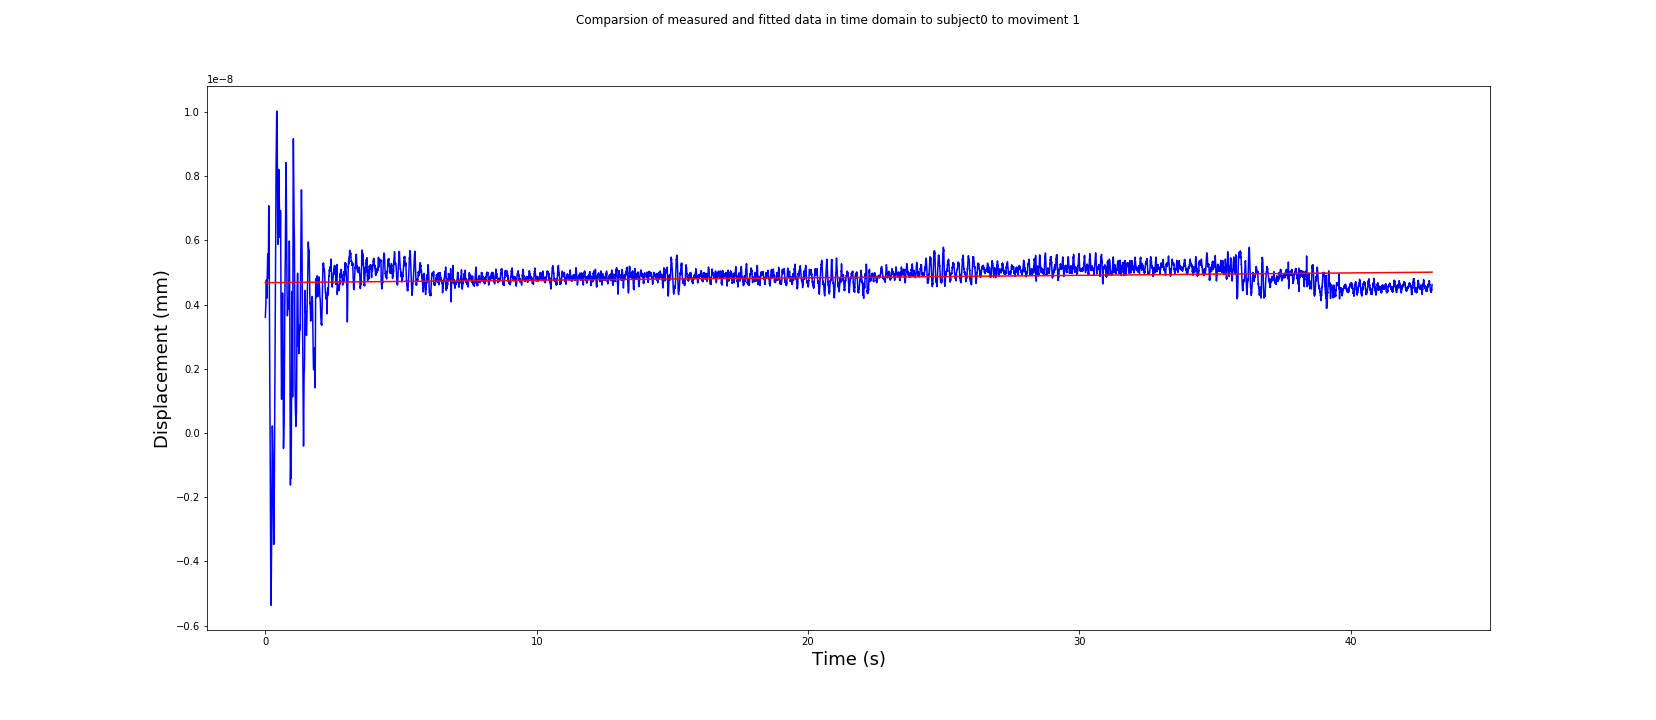 Comparsion of measured and fitted data in time domain to subject0 to moviment 1
1e−8
1.0
0.8
0.6
0.4
0.2
0.0
−0.2
−0.4
−0.6
Displacement (mm)
0 10 20 30 40
Time (s)